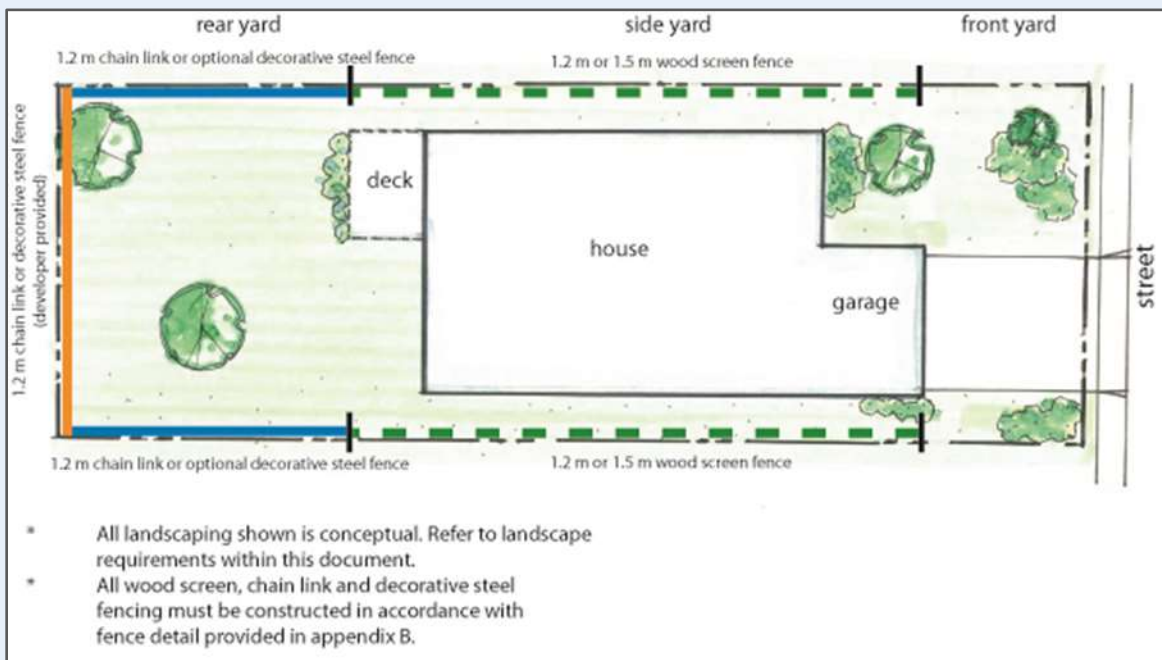 rear yard
side yard
front yard
1.2 m chain link or optional decorative steel fence
1.2 m or 1.5 m wood screen fence
1.2 m chain link or decorative steel fence
(developer provided)
deck
house
garage
street
1.2 m chain link or optional decorative steel fence
1.2 m or 1.5 m wood screen fence
* All landscaping shown is conceptual. Refer to landscape
requirements within this document.
* All wood screen, chain link and decorative steel
fencing must be constructed in accordance with
fence detail provided in appendix B.